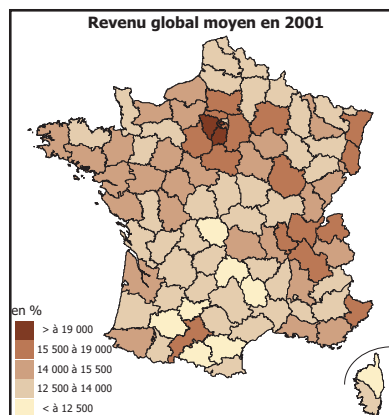 Revenu global moyen en 2001
en %
> à 19 000
15 500 à 19 000
14 000 à 15 500
12 500 à 14 000
< à 12 500